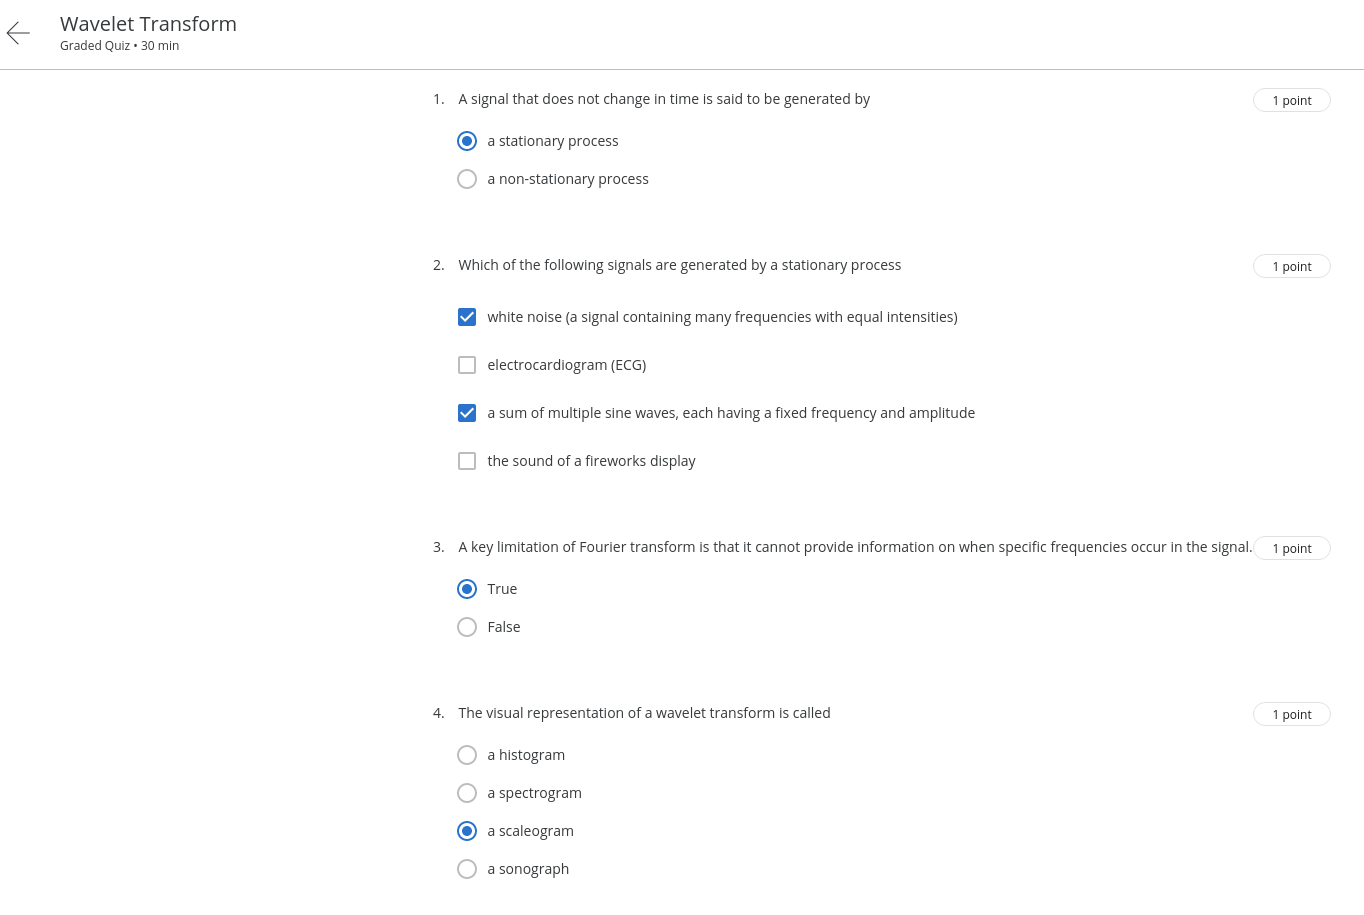 Wavelet Transform
Graded Quiz • 30 min
1. A signal that does not change in time is said to be generated by
1 point
a stationary process
a non-stationary process
2. Which of the following signals are generated by a stationary process
1 point
white noise (a signal containing many frequencies with equal intensities)
electrocardiogram (ECG)
a sum of multiple sine waves, each having a fixed frequency and amplitude
the sound of a fireworks display
3. A key limitation of Fourier transform is that it cannot provide information on when specific frequencies occur in the signal.
1 point
True
False
4. The visual representation of a wavelet transform is called
1 point
a histogram
a spectrogram
a scaleogram
a sonograph